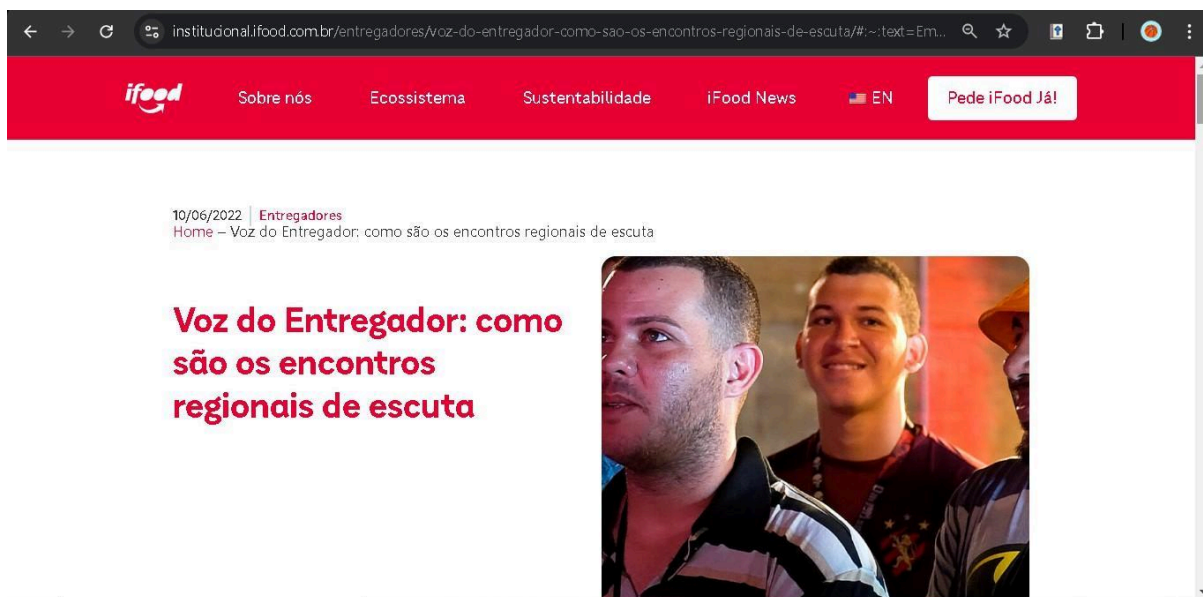 institucional.ifood.com.br/entregadores/voz-do-entregador-como-sao-os-encontros-regionais-de-escuta/#:~:text=Em...
ifood Sobre nós Ecossistema Sustentabilidade iFood News EN Pede iFood Já!
10/06/2022 Entregadores
Home – Voz do Entregador: como são os encontros regionais de escuta
Voz do Entregador: como
são os encontros
regionais de escuta